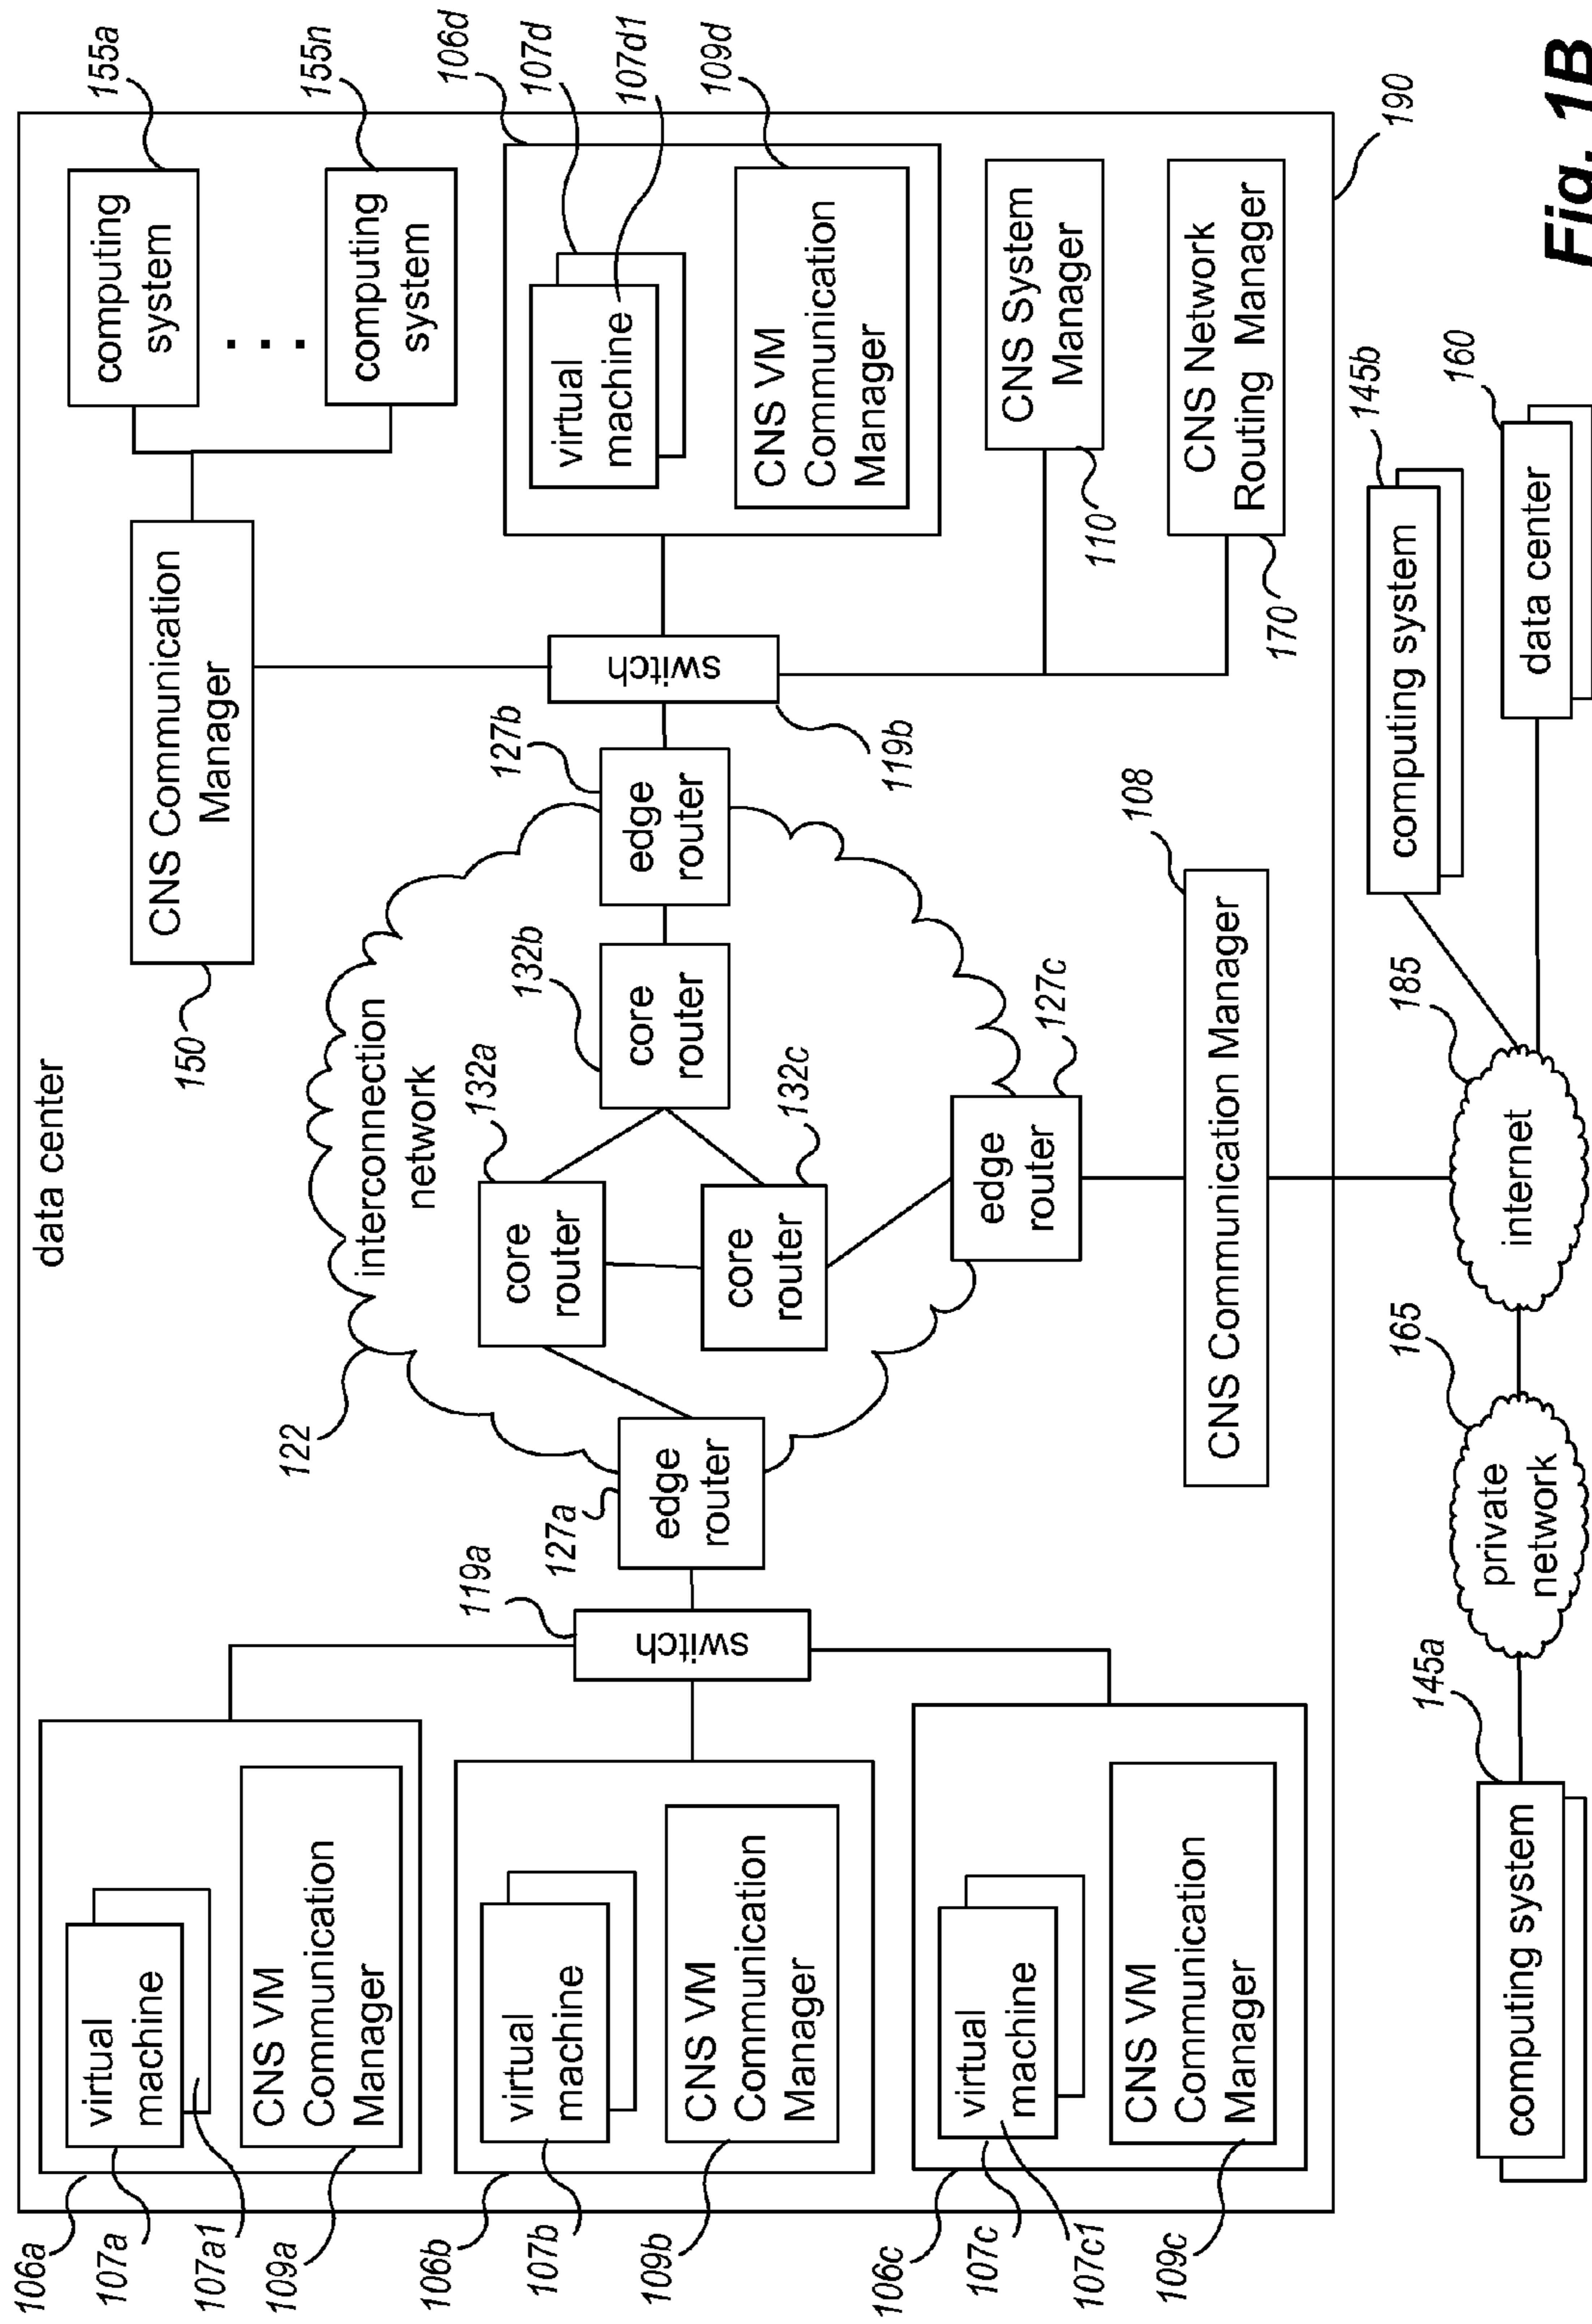 data center
106a
107a
107a1
109a
virtual
machine
CNS VM
Communication
Manager
106b
107b
109b
virtual
machine
CNS VM
Communication
Manager
106c
107c
107c1
109c
virtual
machine
CNS VM
Communication
Manager
119a
switch
122
interconnection
network
127a
edge
router
132a
core
router
132b
core
router
132c
core
router
127b
edge
router
127c
edge
router
150
CNS Communication
Manager
155a
computing
system
. . .
155n
computing
system
119b
switch
106d
107d
107d1
109d
virtual
machine
CNS VM
Communication
Manager
110
CNS System
Manager
170
CNS Network
Routing Manager
108
CNS Communication Manager
190
145a
computing system
165
private
network
185
internet
145b
computing system
160
data center
Fig. 1B